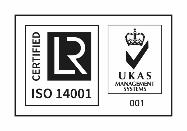 CERTIFIED
LR
ISO 14001
UKAS
MANAGEMENT
SYSTEMS
001